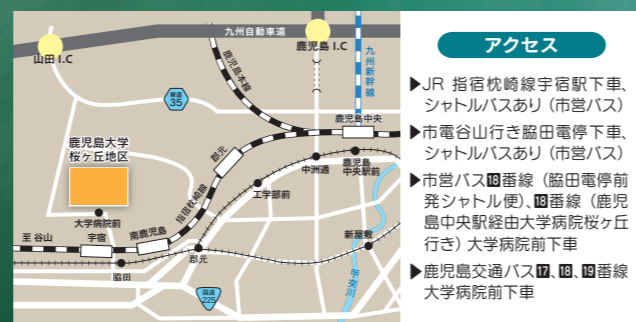 九州自動車道
山田 I.C
鹿児島 I.C
九州新幹線
鹿児島本線
県道
35
鹿児島中央
鹿児島大学
桜ヶ丘地区
郡元
中洲通
鹿児島
中央駅前
指宿枕崎線
工学部前
大学病院前
南鹿児島
至 谷山
宇宿
新屋敷
脇田
郡元
甲突川
国道
225
アクセス
▶JR 指宿枕崎線宇宿駅下車、
シャトルバスあり（市営バス）
▶市電谷山行き脇田電停下車、
シャトルバスあり（市営バス）
▶市営バス18番線（脇田電停前
発シャトル便）、18番線（鹿児
島中央駅経由大学病院桜ヶ丘
行き）大学病院前下車
▶鹿児島交通バス17、18、19番線
大学病院前下車